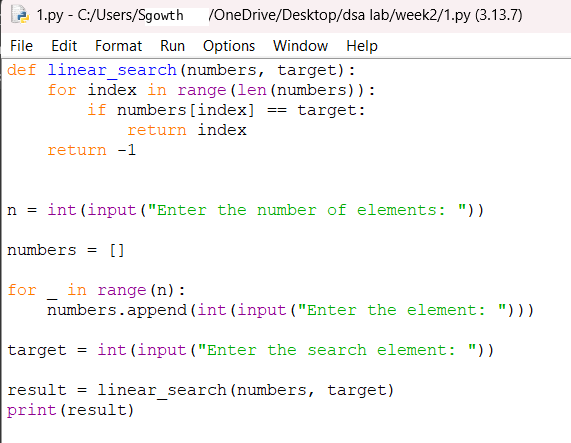 1.py - C:/Users/Sgowth /OneDrive/Desktop/dsa lab/week2/1.py (3.13.7)
File Edit Format Run Options Window Help
def linear_search(numbers, target):
    for index in range(len(numbers)):
        if numbers[index] == target:
            return index
    return -1
n = int(input("Enter the number of elements: "))
numbers = []
for _ in range(n):
    numbers.append(int(input("Enter the element: ")))
target = int(input("Enter the search element: "))
result = linear_search(numbers, target)
print(result)